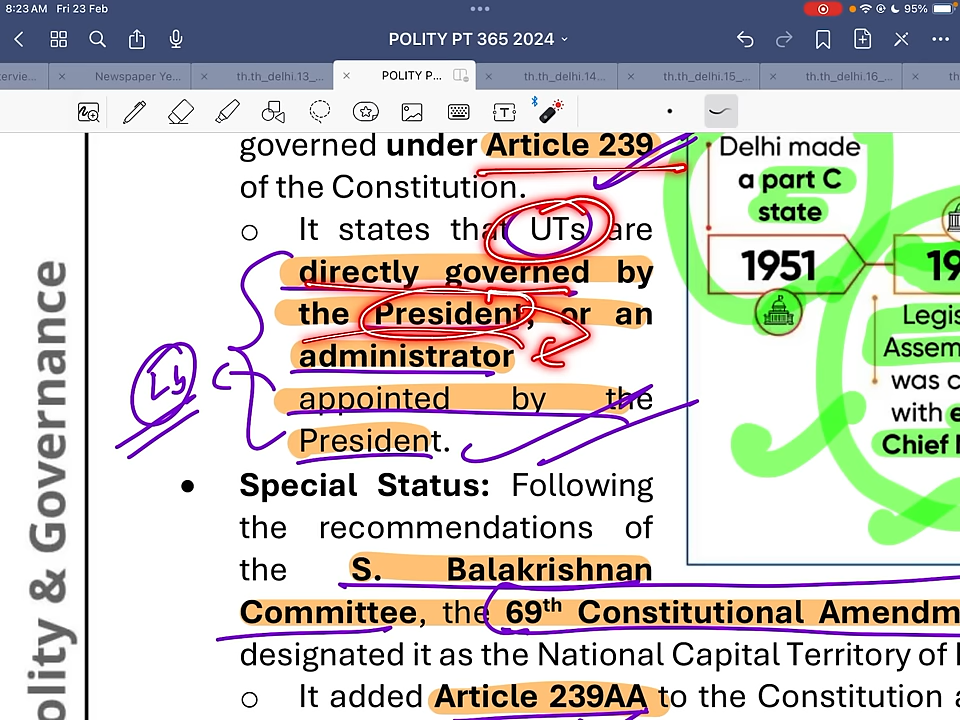 8:23 AM Fri 23 Feb
95%
POLITY PT 365 2024
tervie...
Newspaper Ye...
th.th_delhi.13_...
POLITY P...
th.th_delhi.14...
th.th_delhi.15_...
th.th_delhi.16_...
th
governed under Article 239
of the Constitution.
It states that UTs are
directly governed by
the President, or an
administrator
appointed by the
President.
Special Status: Following
the recommendations of
the S. Balakrishnan
Committee, the 69th Constitutional Amendm
designated it as the National Capital Territory of
It added Article 239AA to the Constitution a
Delhi made
a part C
state
1951
19
Legis
Assem
was c
with e
Chief
olity & Governance